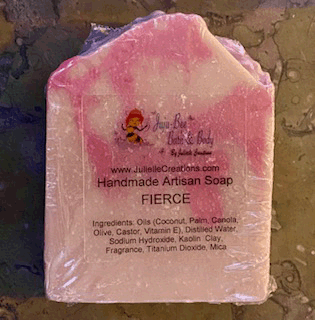 Juju-Bee
Bath & Body
By Julielle Creations
www.JulielleCreations.com
Handmade Artisan Soap
FIERCE
Ingredients: Oils (Coconut, Palm, Canola,
Olive, Castor, Vitamin E), Distilled Water,
Sodium Hydroxide, Kaolin Clay,
Fragrance, Titanium Dioxide, Mica